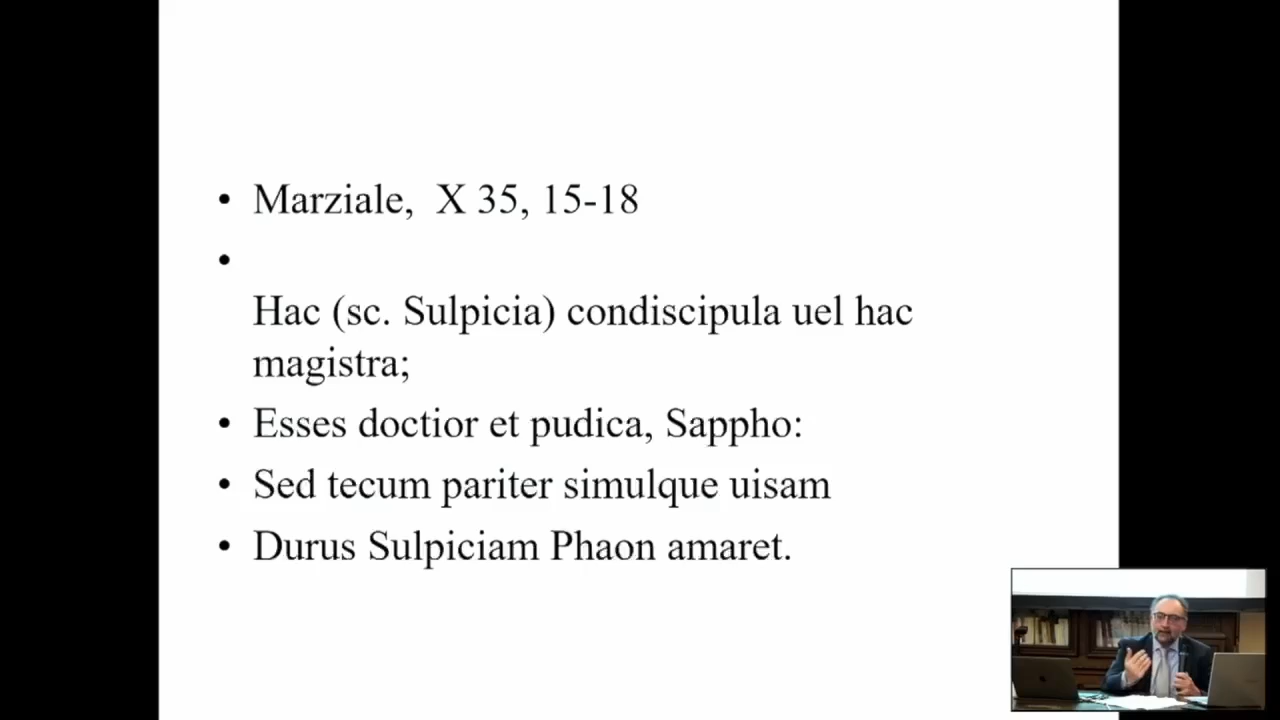 • Marziale, X 35, 15-18
•
Hac (sc. Sulpicia) condiscipula uel hac
magistra;
• Esses doctior et pudica, Sappho:
• Sed tecum pariter simulque uisam
• Durus Sulpiciam Phaon amaret.